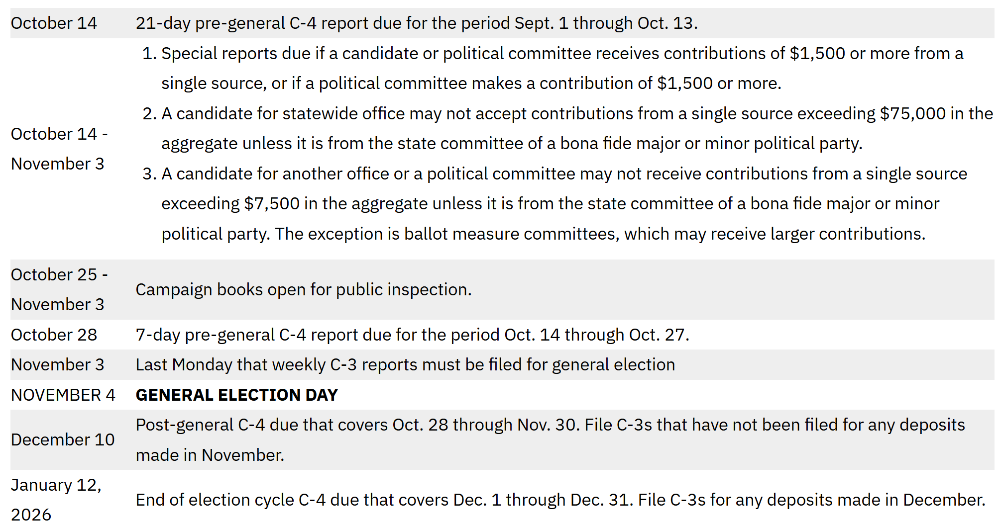 October 14
21-day pre-general C-4 report due for the period Sept. 1 through Oct. 13.
October 14 -
November 3
1. Special reports due if a candidate or political committee receives contributions of $1,500 or more from a
single source, or if a political committee makes a contribution of $1,500 or more.
2. A candidate for statewide office may not accept contributions from a single source exceeding $75,000 in the
aggregate unless it is from the state committee of a bona fide major or minor political party.
3. A candidate for another office or a political committee may not receive contributions from a single source
exceeding $7,500 in the aggregate unless it is from the state committee of a bona fide major or minor
political party. The exception is ballot measure committees, which may receive larger contributions.
October 25 -
November 3
Campaign books open for public inspection.
October 28
7-day pre-general C-4 report due for the period Oct. 14 through Oct. 27.
November 3
Last Monday that weekly C-3 reports must be filed for general election
NOVEMBER 4
GENERAL ELECTION DAY
December 10
Post-general C-4 due that covers Oct. 28 through Nov. 30. File C-3s that have not been filed for any deposits
made in November.
January 12,
2026
End of election cycle C-4 due that covers Dec. 1 through Dec. 31. File C-3s for any deposits made in December.